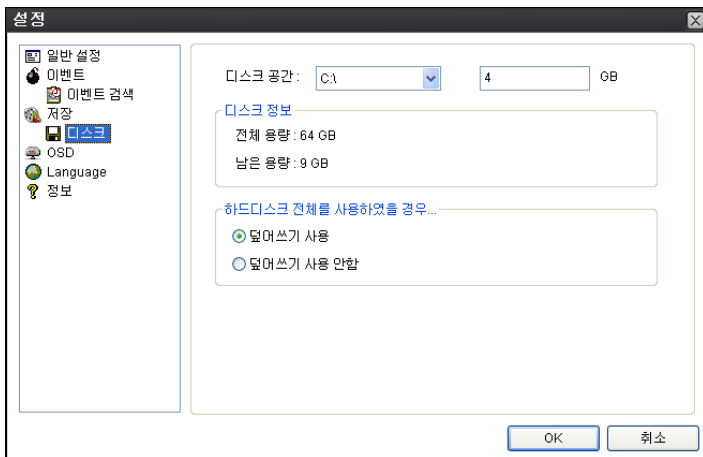 설정
일반 설정
이벤트
이벤트 검색
저장
디스크
OSD
Language
정보
디스크 공간 : C:\ 4 GB
디스크 정보
전체 용량 : 64 GB
남은 용량 : 9 GB
하드디스크 전체를 사용하였을 경우...
덮어쓰기 사용
덮어쓰기 사용 안함
OK 취소